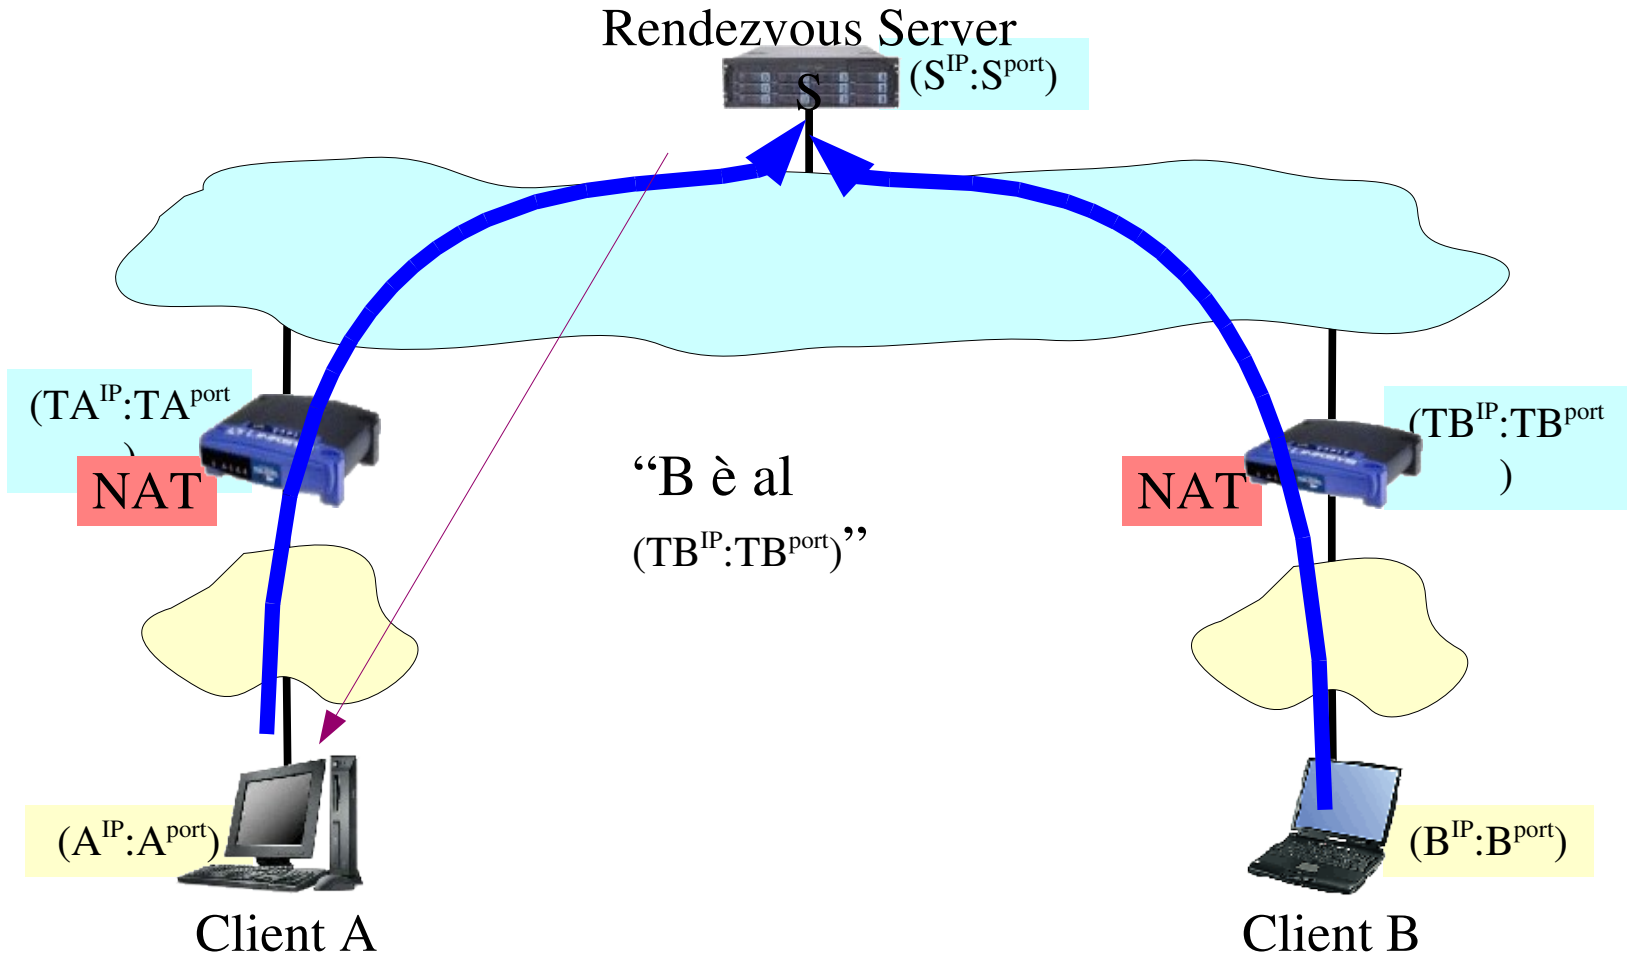 Rendezvous Server
S
(S^IP:S^port)
(TA^IP:TA^port
)
NAT
“B è al
(TB^IP:TB^port)”
NAT
(TB^IP:TB^port
)
(A^IP:A^port)
(B^IP:B^port)
Client A
Client B